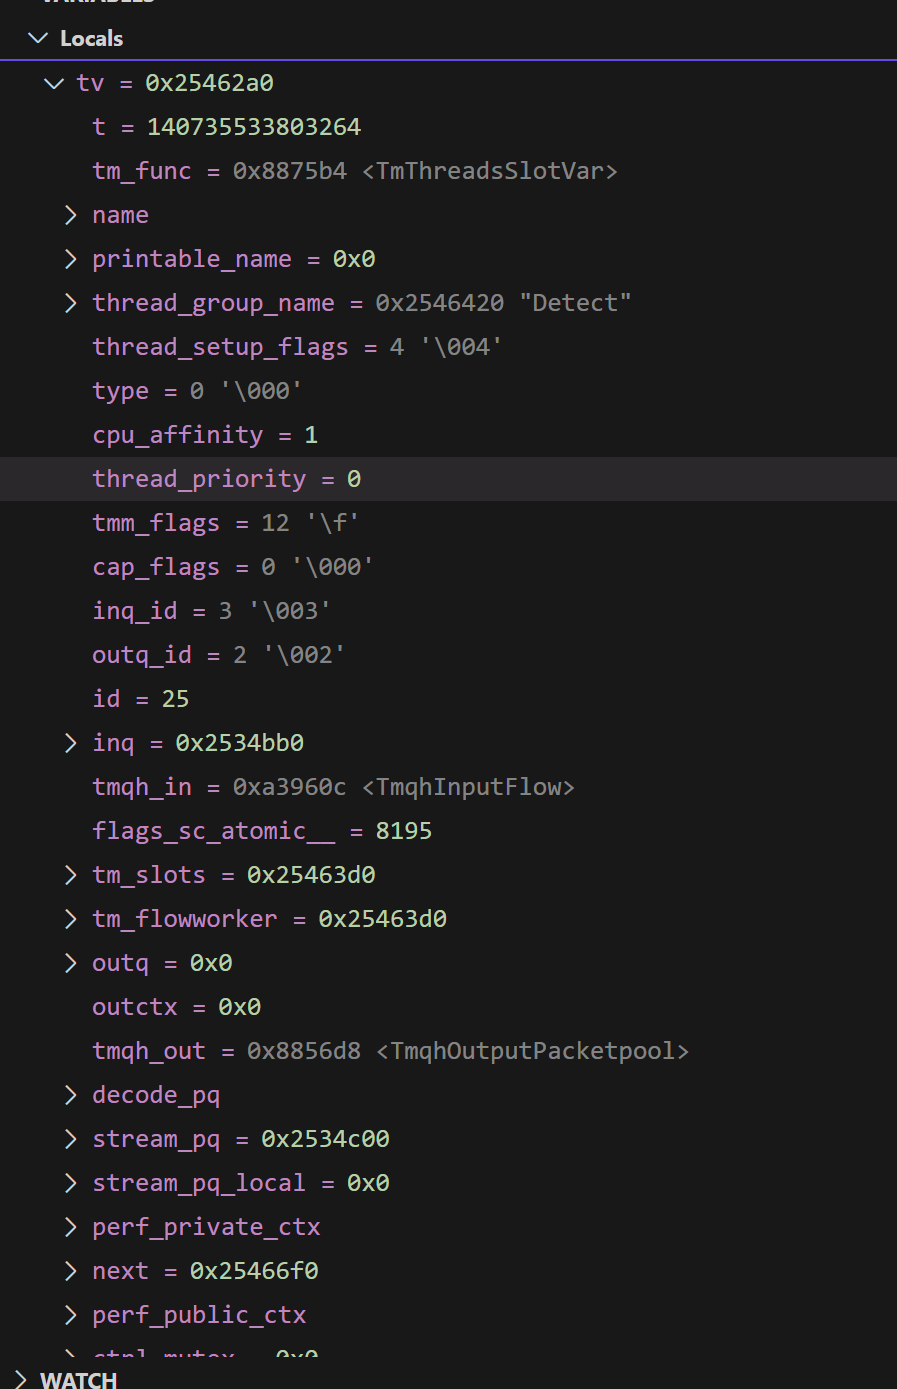 VARIABLES
Locals
tv = 0x25462a0
t = 140735533803264
tm_func = 0x8875b4 <TmThreadsSlotVar>
name
printable_name = 0x0
thread_group_name = 0x2546420 "Detect"
thread_setup_flags = 4 '\004'
type = 0 '\000'
cpu_affinity = 1
thread_priority = 0
tmm_flags = 12 '\f'
cap_flags = 0 '\000'
inq_id = 3 '\003'
outq_id = 2 '\002'
id = 25
inq = 0x2534bb0
tmqh_in = 0xa3960c <TmqhInputFlow>
flags_sc_atomic__ = 8195
tm_slots = 0x25463d0
tm_flowworker = 0x25463d0
outq = 0x0
outctx = 0x0
tmqh_out = 0x8856d8 <TmqhOutputPacketpool>
decode_pq
stream_pq = 0x2534c00
stream_pq_local = 0x0
perf_private_ctx
next = 0x25466f0
perf_public_ctx
ctrl_mutex = 0x0
WATCH